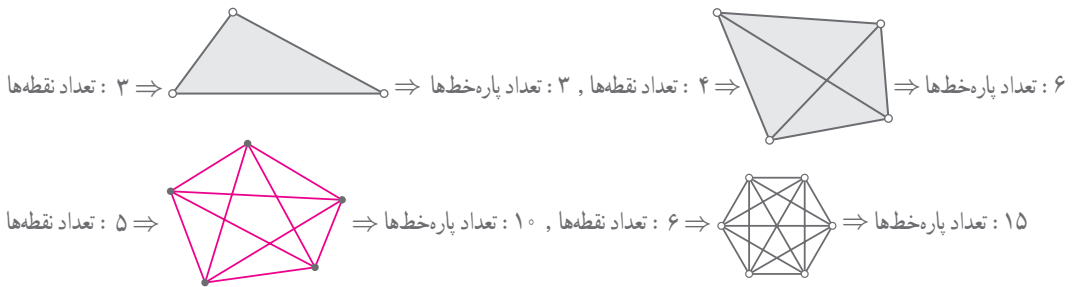 تعداد نقطه‌ها : ۳ ⇒ ⇒ تعداد پاره‌خط‌ها : ۳ , تعداد نقطه‌ها : ۴ ⇒ ⇒ تعداد پاره‌خط‌ها : ۶
تعداد نقطه‌ها : ۵ ⇒ ⇒ تعداد پاره‌خط‌ها : ۱۰ , تعداد نقطه‌ها : ۶ ⇒ ⇒ تعداد پاره‌خط‌ها : ۱۵